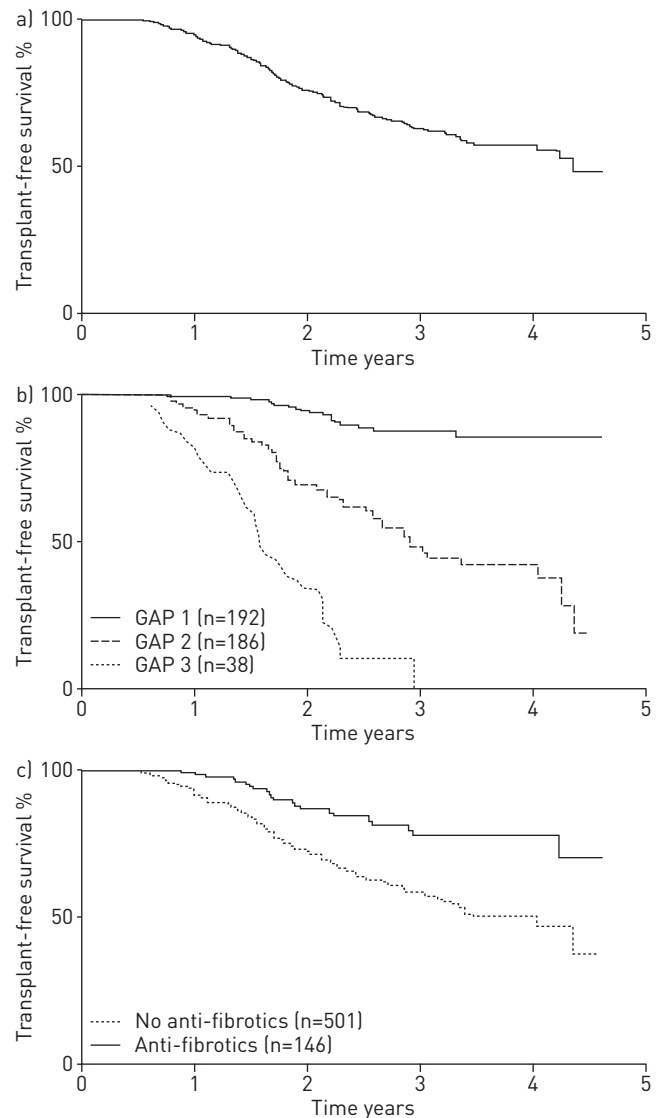 a) 100
Transplant-free survival %
50
0
0 1 2 3 4 5
Time years
b) 100
Transplant-free survival %
50
GAP 1 (n=192)
GAP 2 (n=186)
GAP 3 (n=38)
0
0 1 2 3 4 5
Time years
c) 100
Transplant-free survival %
50
No anti-fibrotics (n=501)
Anti-fibrotics (n=146)
0
0 1 2 3 4 5
Time years